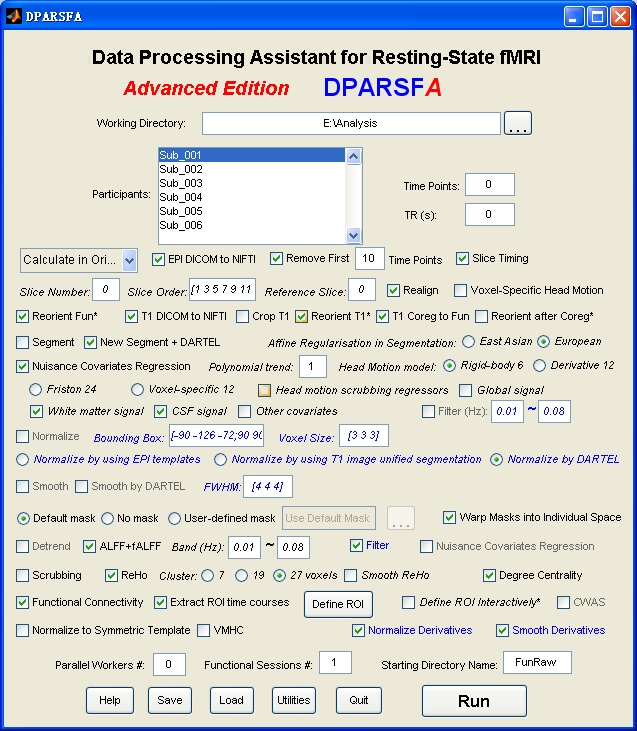 DPARSFA
Data Processing Assistant for Resting-State fMRI
Advanced Edition DPARSFA
Working Directory: E:\Analysis ...
Sub_001
Sub_002
Sub_003
Participants: Sub_004
Sub_005
Sub_006
Time Points: 0
TR (s): 0
Calculate in Ori... EPI DICOM to NIFTI Remove First 10 Time Points Slice Timing
Slice Number: 0 Slice Order: [1 3 5 7 9 11 Reference Slice: 0 Realign Voxel-Specific Head Motion
Reorient Fun* T1 DICOM to NIFTI Crop T1 Reorient T1* T1 Coreg to Fun Reorient after Coreg*
Segment New Segment + DARTEL Affine Regularisation in Segmentation: East Asian European
Nuisance Covariates Regression Polynomial trend: 1 Head Motion model: Rigid-body 6 Derivative 12
Friston 24 Voxel-specific 12 Head motion scrubbing regressors Global signal
White matter signal CSF signal Other covariates Filter (Hz): 0.01 ~ 0.08
Normalize Bounding Box: [-90 -126 -72;90 90 Voxel Size: [3 3 3]
Normalize by using EPI templates Normalize by using T1 image unified segmentation Normalize by DARTEL
Smooth Smooth by DARTEL FWHM: [4 4 4]
Default mask No mask User-defined mask Use Default Mask ... Warp Masks into Individual Space
Detrend ALFF+fALFF Band (Hz): 0.01 ~ 0.08 Filter Nuisance Covariates Regression
Scrubbing ReHo Cluster: 7 19 27 voxels Smooth ReHo Degree Centrality
Functional Connectivity Extract ROI time courses Define ROI Define ROI Interactively* CWAS
Normalize to Symmetric Template VMHC Normalize Derivatives Smooth Derivatives
Parallel Workers #: 0 Functional Sessions #: 1 Starting Directory Name: FunRaw
Help Save Load Utilities Quit Run